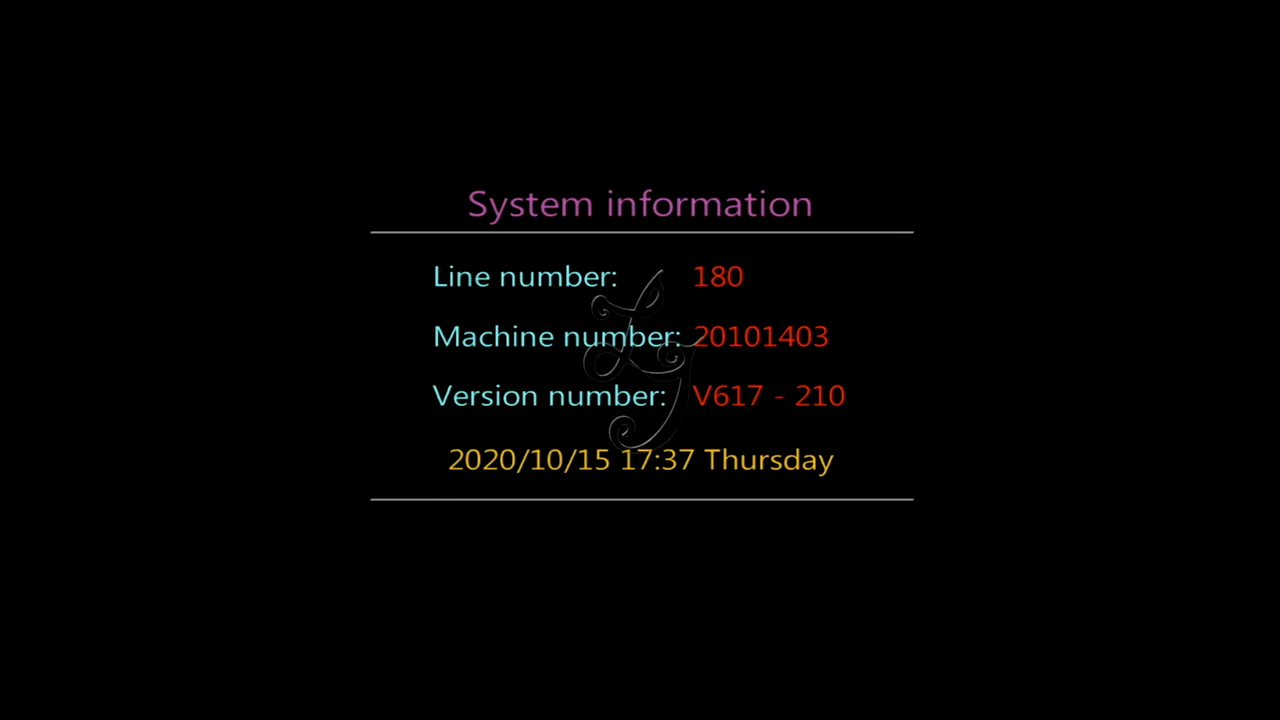 System information
Line number: 180
Machine number: 20101403
Version number: V617 - 210
2020/10/15 17:37 Thursday